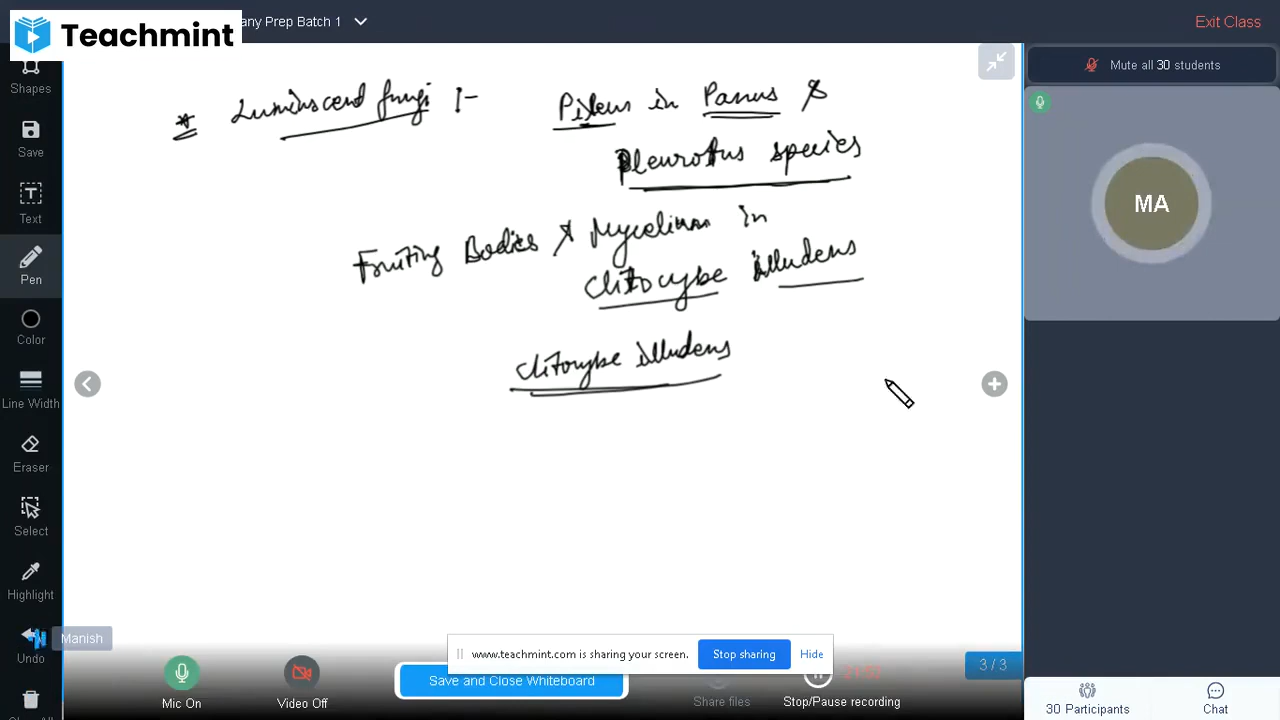 any Prep Batch 1
Exit Class
Teachmint
Mute all 30 students
Shapes
Save
Text
Pen
Color
Line Width
Eraser
Select
Highlight
Undo
Manish
MA
* Luminscend fungi :-
Pileus in Panus &
Pleurotus species
Fruiting Bodies & Mycelium in
Clitocybe illudens
Clitocybe illudens
www.teachmint.com is sharing your screen.
Stop sharing
Hide
3 / 3
Mic On
Video Off
Save and Close Whiteboard
Share files
Stop/Pause recording
30 Participants
Chat